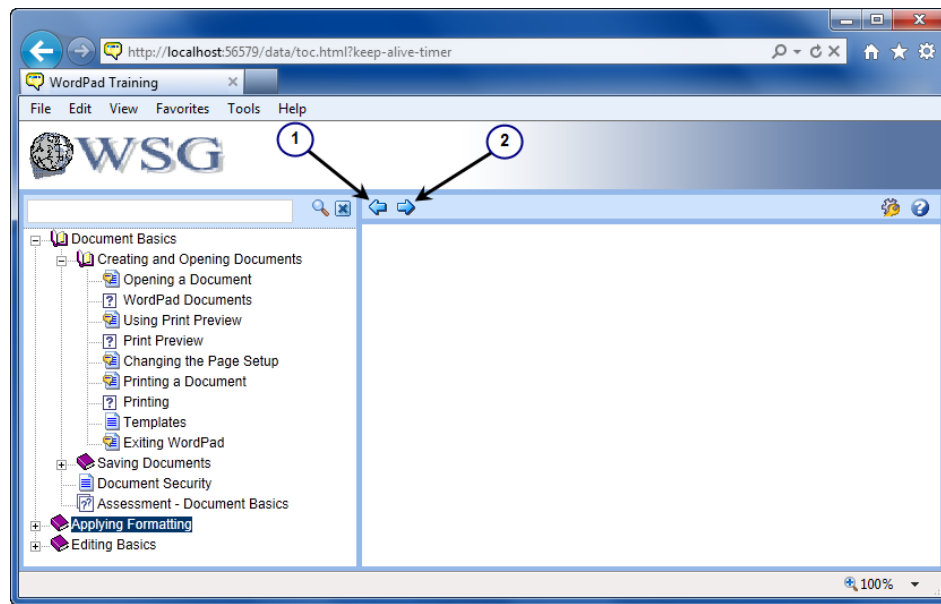 http://localhost:56579/data/toc.html?keep-alive-timer
WordPad Training
File Edit View Favorites Tools Help
1
2
WSG
Document Basics
Creating and Opening Documents
Opening a Document
WordPad Documents
Using Print Preview
Print Preview
Changing the Page Setup
Printing a Document
Printing
Templates
Exiting WordPad
Saving Documents
Document Security
Assessment - Document Basics
Applying Formatting
Editing Basics
100%